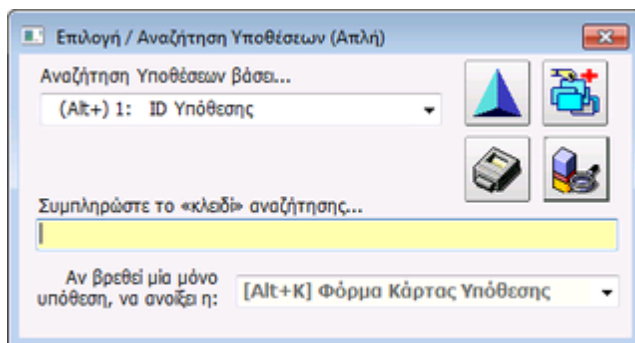 Επιλογή / Αναζήτηση Υποθέσεων (Απλή)
Αναζήτηση Υποθέσεων βάσει...
(Alt+) 1: ID Υπόθεσης
Συμπληρώστε το «κλειδί» αναζήτησης...
Αν βρεθεί μία μόνο
υπόθεση, να ανοίξει η:
[Alt+K] Φόρμα Κάρτας Υπόθεσης